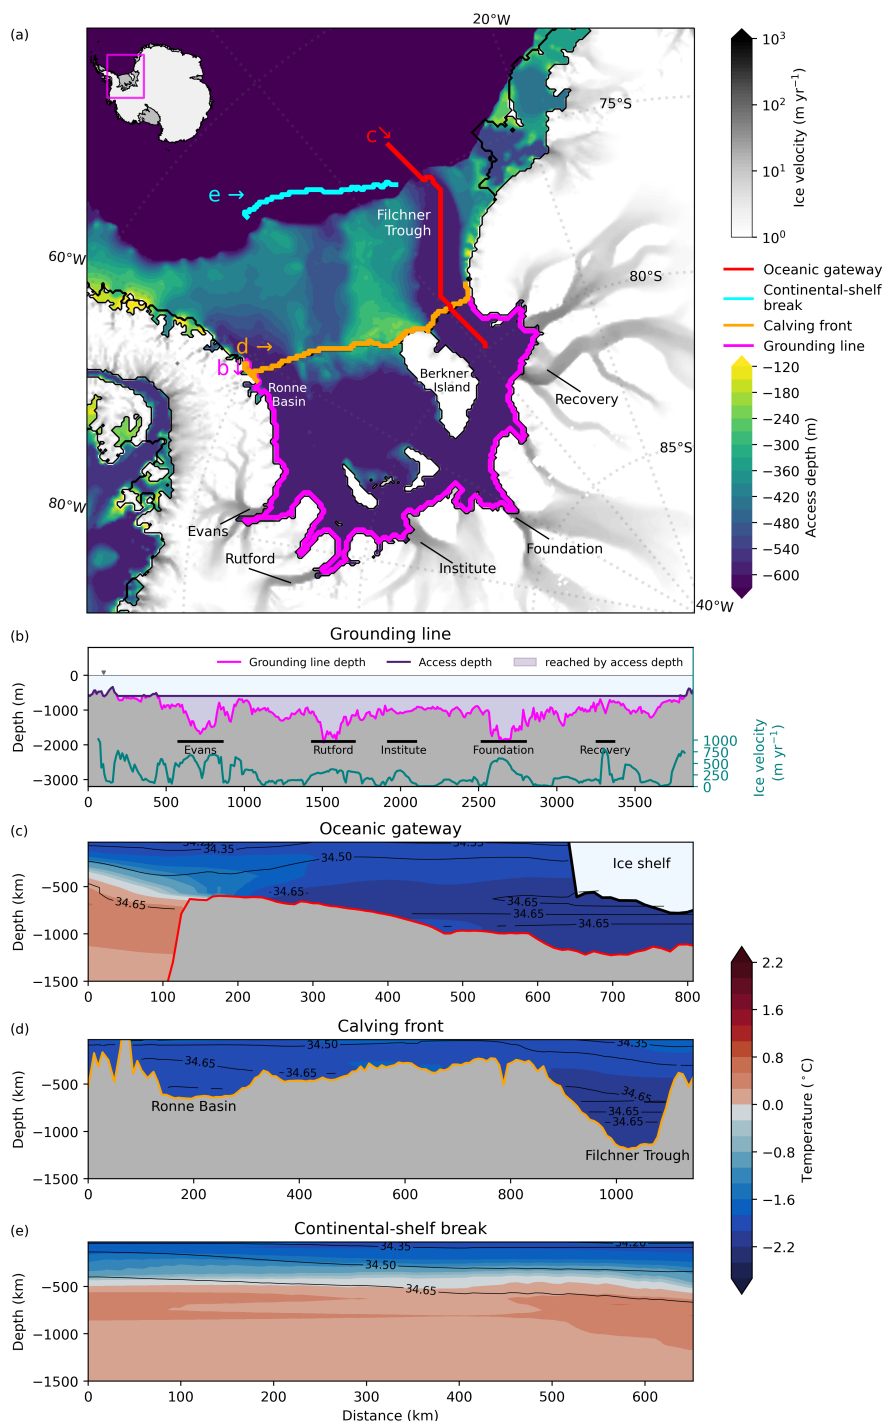 (a)
20°W
75°S
80°S
85°S
60°W
80°W
40°W
c↘
e →
d →
b ↓
Filchner
Trough
Ronne
Basin
Berkner
Island
Recovery
Evans
Rutford
Institute
Foundation
10³
10²
10¹
10⁰
Ice velocity (m yr⁻¹)
Oceanic gateway
Continental-shelf
break
Calving front
Grounding line
−120
−180
−240
−300
−360
−420
−480
−540
−600
Access depth (m)
(b)
Grounding line
Grounding line depth
Access depth
reached by access depth
0
−1000
−2000
−3000
Depth (m)
Evans
Rutford
Institute
Foundation
Recovery
1000
750
500
250
0
Ice velocity
(m yr⁻¹)
0 500 1000 1500 2000 2500 3000 3500
(c)
Oceanic gateway
34.35
34.50
34.65
34.65
34.65
34.65
34.65
Ice shelf
−500
−1000
−1500
Depth (km)
0 100 200 300 400 500 600 700 800
(d)
Calving front
34.50
34.35
34.65
34.65
34.65
34.65
34.65
Ronne Basin
Filchner Trough
−500
−1000
−1500
Depth (km)
0 200 400 600 800 1000
(e)
Continental-shelf break
34.35
34.50
34.65
−500
−1000
−1500
Depth (km)
0 100 200 300 400 500 600
Distance (km)
2.2
1.6
0.8
0.0
−0.8
−1.6
−2.2
Temperature (°C)